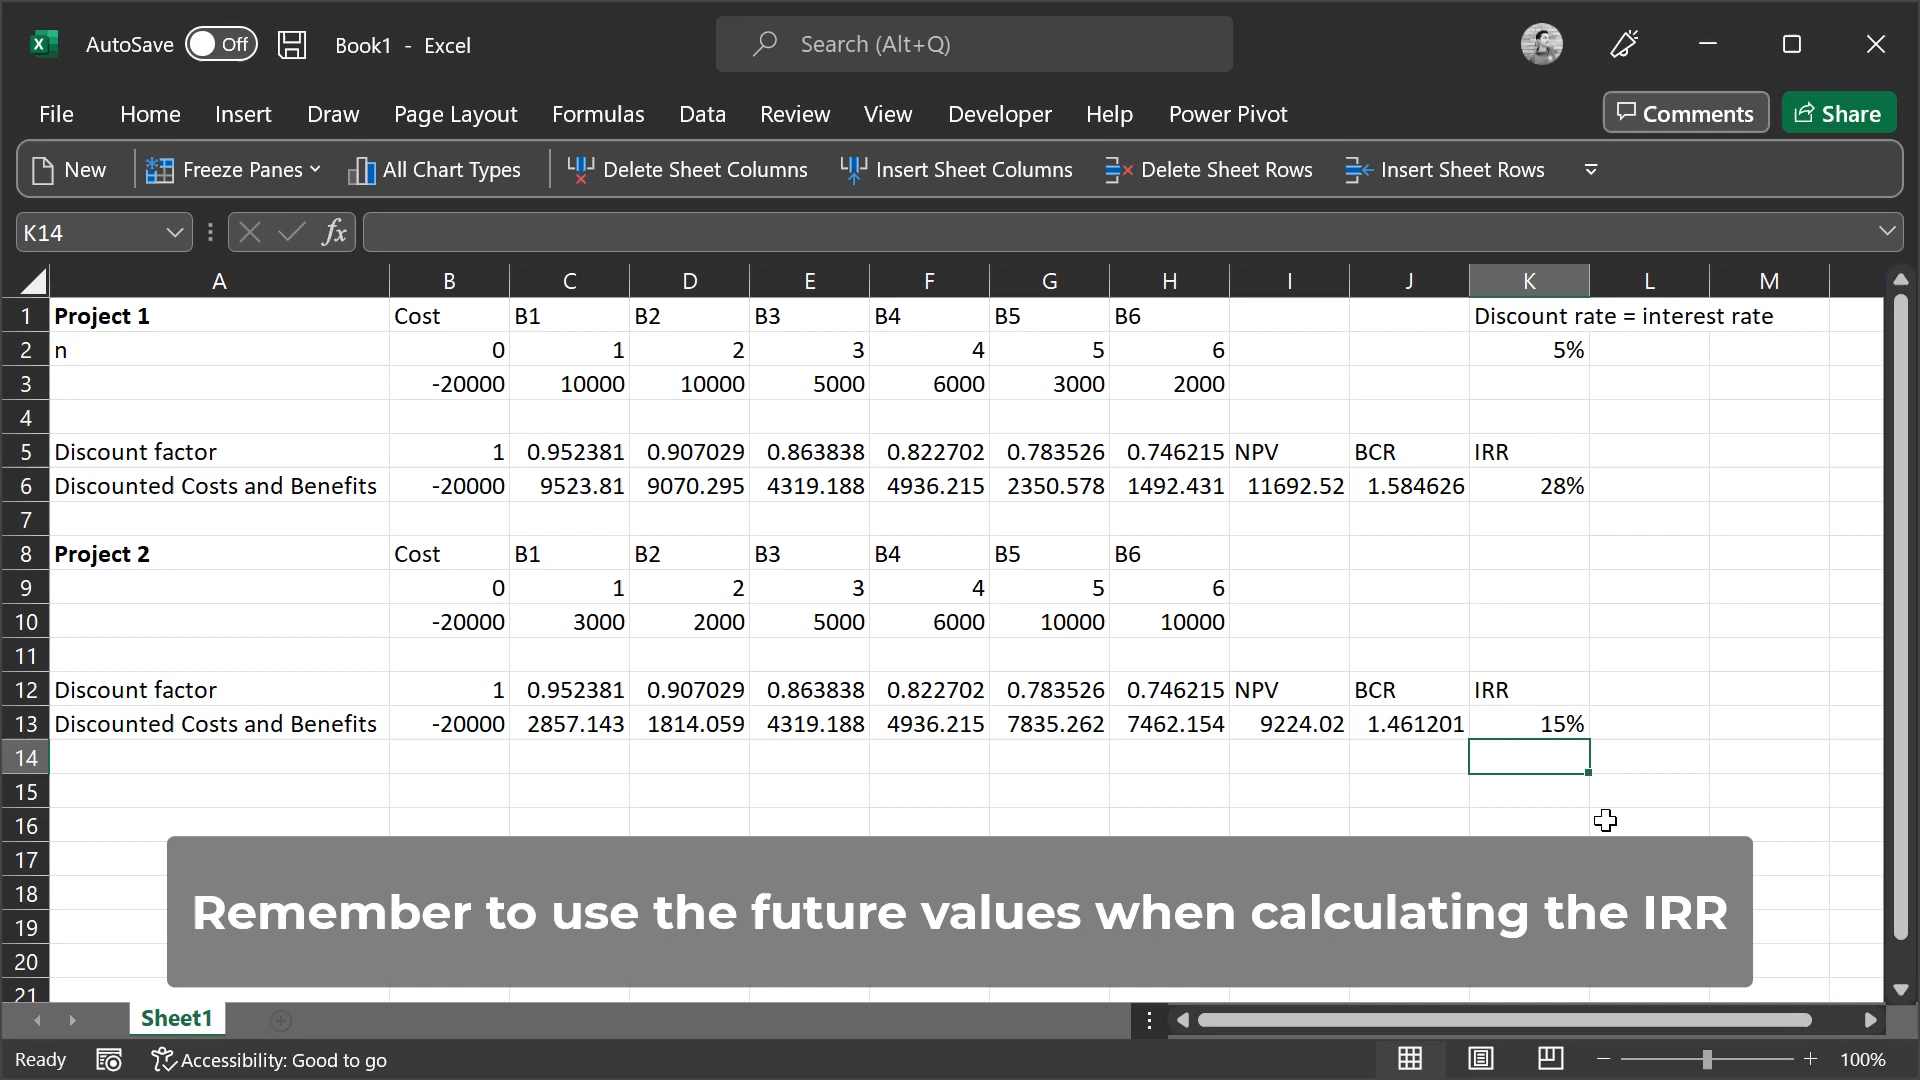 AutoSave Off Book1 - Excel Search (Alt+Q)
File Home Insert Draw Page Layout Formulas Data Review View Developer Help Power Pivot Comments Share
New Freeze Panes All Chart Types Delete Sheet Columns Insert Sheet Columns Delete Sheet Rows Insert Sheet Rows
K14 fx
A B C D E F G H I J K L M
1 Project 1 Cost B1 B2 B3 B4 B5 B6 Discount rate = interest rate
2 n 0 1 2 3 4 5 6 5%
3 -20000 10000 10000 5000 6000 3000 2000
4
5 Discount factor 1 0.952381 0.907029 0.863838 0.822702 0.783526 0.746215 NPV BCR IRR
6 Discounted Costs and Benefits -20000 9523.81 9070.295 4319.188 4936.215 2350.578 1492.431 11692.52 1.584626 28%
7
8 Project 2 Cost B1 B2 B3 B4 B5 B6
9 0 1 2 3 4 5 6
10 -20000 3000 2000 5000 6000 10000 10000
11
12 Discount factor 1 0.952381 0.907029 0.863838 0.822702 0.783526 0.746215 NPV BCR IRR
13 Discounted Costs and Benefits -20000 2857.143 1814.059 4319.188 4936.215 7835.262 7462.154 9224.02 1.461201 15%
14
15
16
17
18
Remember to use the future values when calculating the IRR
19
20
21
Sheet1
Ready Accessibility: Good to go 100%